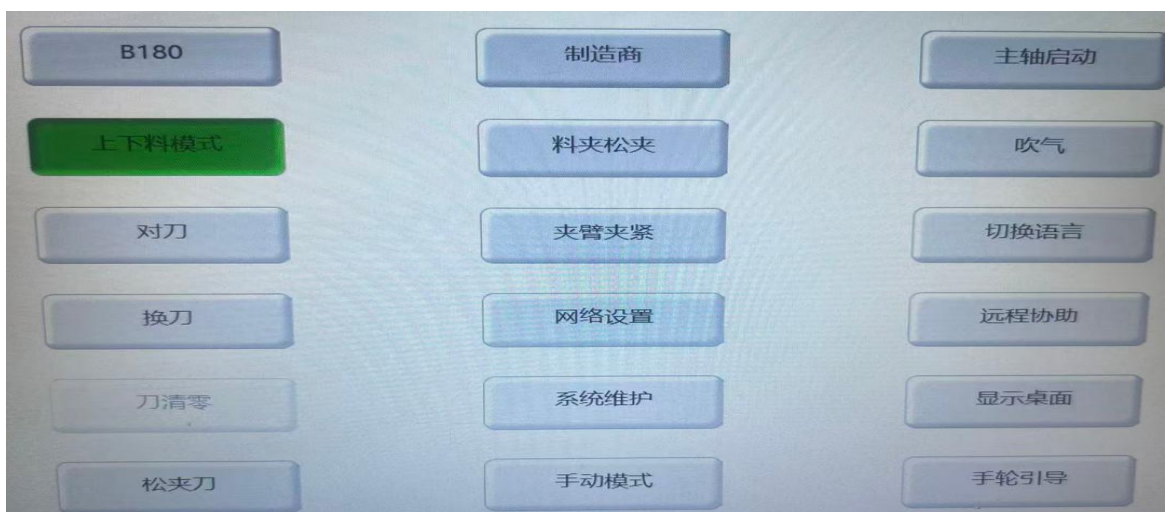 B180
制造商
主轴启动
上下料模式
料夹松夹
吹气
对刀
夹臂夹紧
切换语言
换刀
网络设置
远程协助
刀清零
系统维护
显示桌面
松夹刀
手动模式
手轮引导